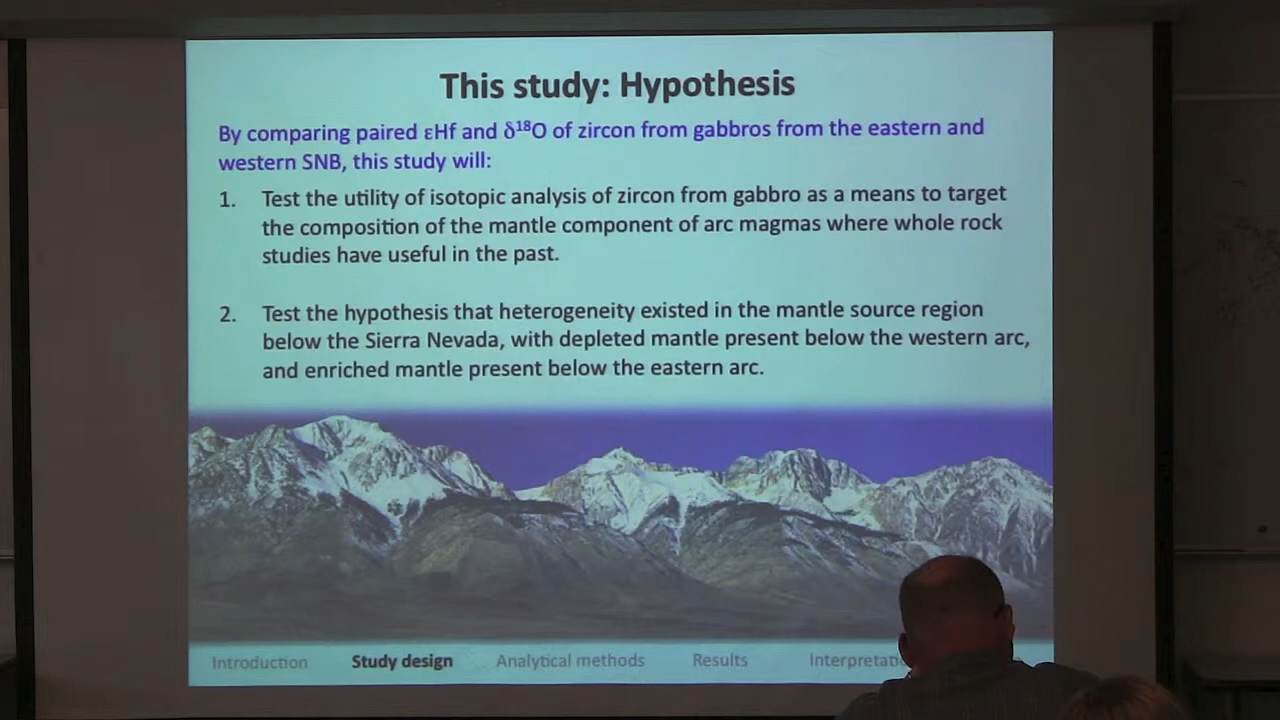 This study: Hypothesis
By comparing paired εHf and δ¹⁸O of zircon from gabbros from the eastern and
western SNB, this study will:
1. Test the utility of isotopic analysis of zircon from gabbro as a means to target
the composition of the mantle component of arc magmas where whole rock
studies have useful in the past.
2. Test the hypothesis that heterogeneity existed in the mantle source region
below the Sierra Nevada, with depleted mantle present below the western arc,
and enriched mantle present below the eastern arc.
Introduction Study design Analytical methods Results